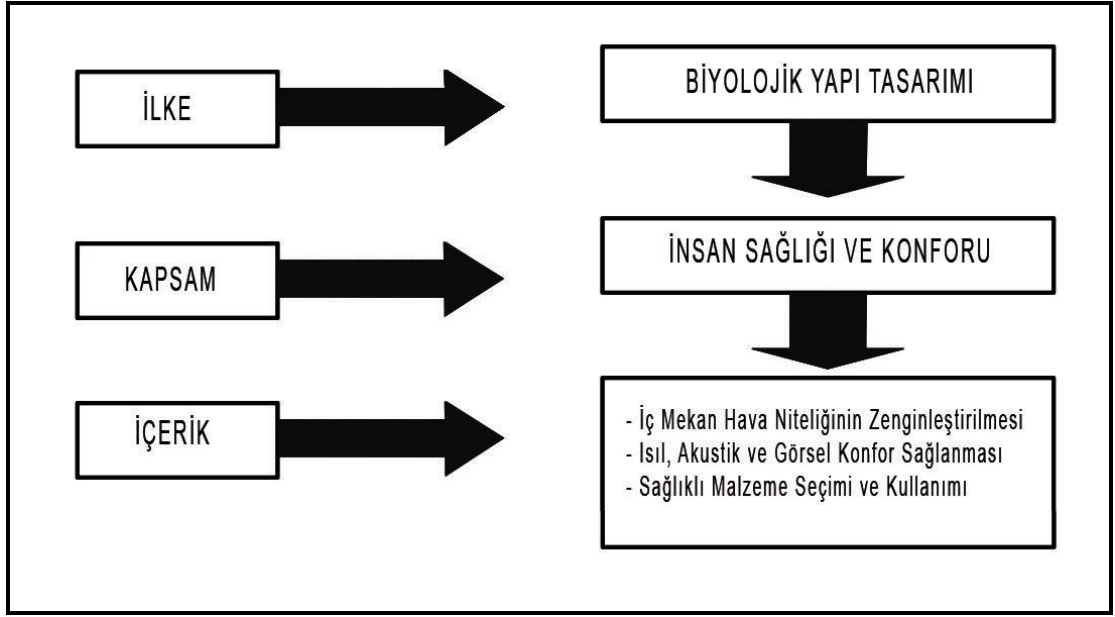 İLKE
BİYOLOJİK YAPI TASARIMI
KAPSAM
İNSAN SAĞLIĞI VE KONFORU
İÇERİK
- İç Mekan Hava Niteliğinin Zenginleştirilmesi
- Isıl, Akustik ve Görsel Konfor Sağlanması
- Sağlıklı Malzeme Seçimi ve Kullanımı